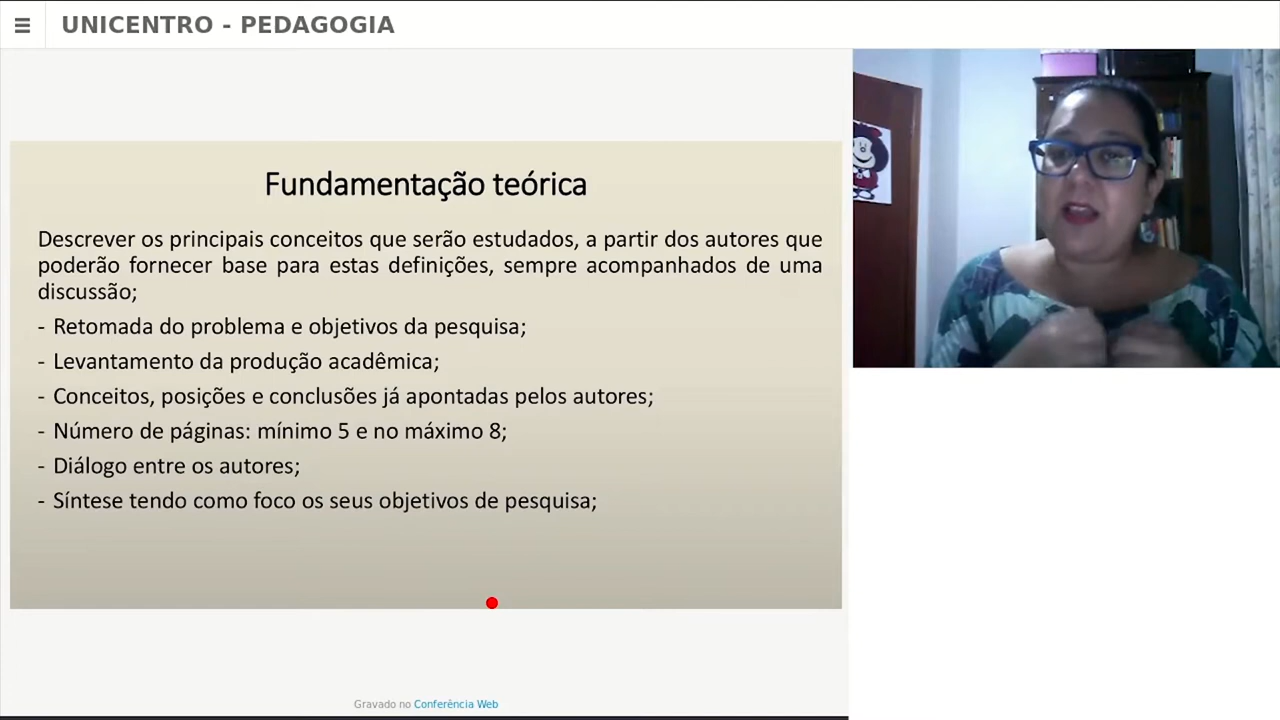 UNICENTRO - PEDAGOGIA
Fundamentação teórica
Descrever os principais conceitos que serão estudados, a partir dos autores que
poderão fornecer base para estas definições, sempre acompanhados de uma
discussão;
- Retomada do problema e objetivos da pesquisa;
- Levantamento da produção acadêmica;
- Conceitos, posições e conclusões já apontadas pelos autores;
- Número de páginas: mínimo 5 e no máximo 8;
- Diálogo entre os autores;
- Síntese tendo como foco os seus objetivos de pesquisa;
Gravado no Conferência Web